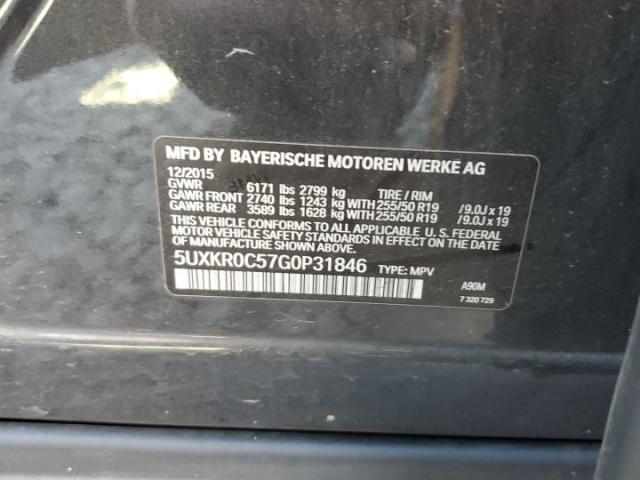 MFD BY BAYERISCHE MOTOREN WERKE AG
12/2015
GVWR 6171 lbs 2799 kg TIRE / RIM
GAWR FRONT 2740 lbs 1243 kg WITH 255/50 R19 / 9.0J x 19
GAWR REAR 3589 lbs 1628 kg WITH 255/50 R19 / 9.0J x 19
THIS VEHICLE CONFORMS TO ALL APPLICABLE U.S. FEDERAL
MOTOR VEHICLE SAFETY STANDARDS IN
EFFECT ON THE DATE OF MANUFACTURE SHOWN ABOVE.
5UXKR0C57G0P31846 TYPE: MPV
A90M
7 320 729